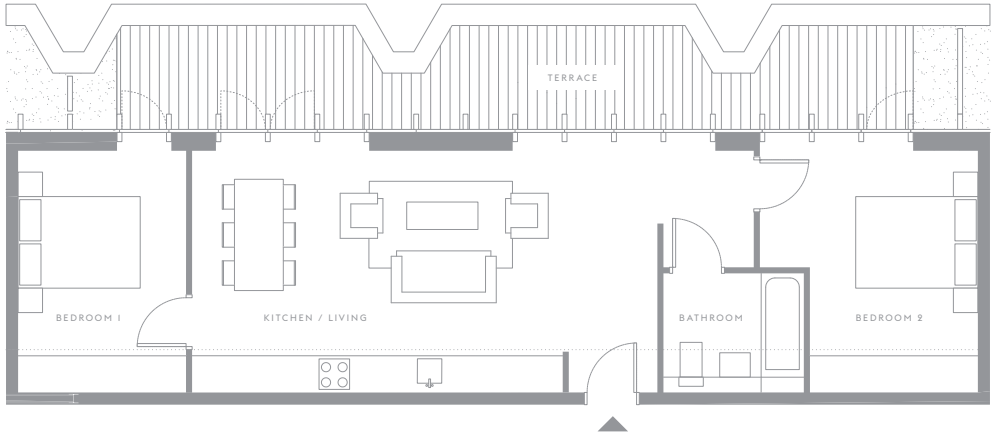 TERRACE
BEDROOM 1
KITCHEN / LIVING
BATHROOM
BEDROOM 2